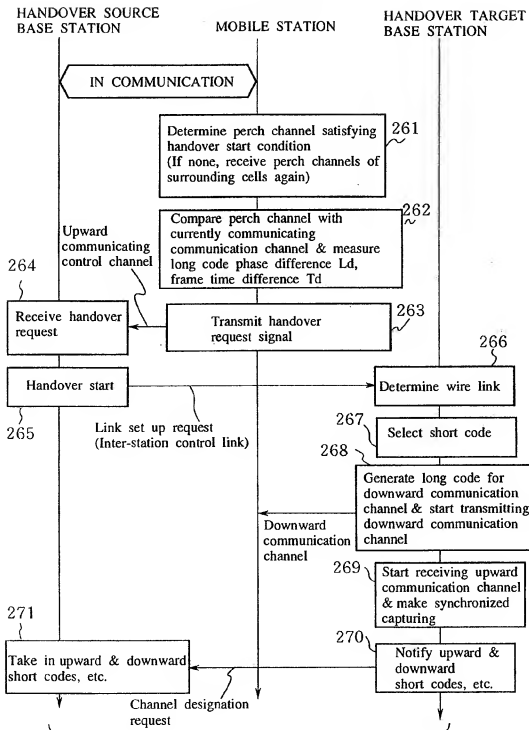 HANDOVER SOURCE
BASE STATION
MOBILE STATION
HANDOVER TARGET
BASE STATION
IN COMMUNICATION
261
Determine perch channel satisfying
handover start condition
(If none, receive perch channels of
surrounding cells again)
262
Compare perch channel with
currently communicating
communication channel & measure
long code phase difference Ld,
frame time difference Td
Upward
communicating
control channel
264
Receive handover
request
263
Transmit handover
request signal
265
Handover start
Link set up request
(Inter-station control link)
266
Determine wire link
267
Select short code
268
Generate long code for
downward communication
channel & start transmitting
downward communication
channel
Downward
communication
channel
269
Start receiving upward
communication channel
& make synchronized
capturing
270
Notify upward &
downward
short codes, etc.
271
Take in upward & downward
short codes, etc.
Channel designation
request